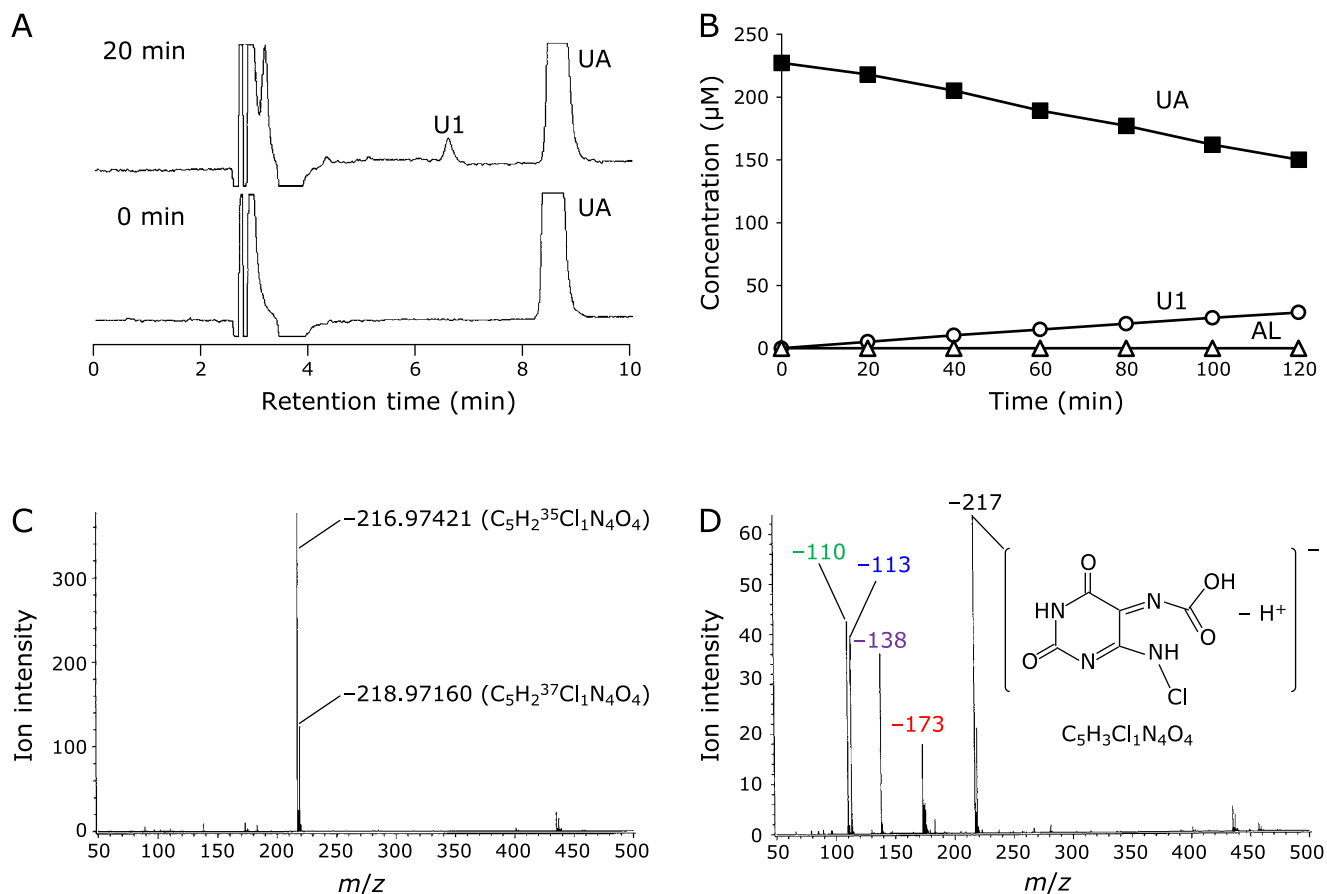 A
20 min
UA
U1
0 min
UA
0 2 4 6 8 10
Retention time (min)
B
250
200
150
100
50
0
Concentration (µM)
UA
U1
AL
0 20 40 60 80 100 120
Time (min)
C
300
200
100
0
Ion intensity
−216.97421 (C₅H₂³⁵Cl₁N₄O₄)
−218.97160 (C₅H₂³⁷Cl₁N₄O₄)
50 100 150 200 250 300 350 400 450 500
m/z
D
60
50
40
30
20
10
0
Ion intensity
−110
−113
−138
−173
−217
−
O
OH
HN
N
− H⁺
O
O
N
NH
Cl
C₅H₃Cl₁N₄O₄
50 100 150 200 250 300 350 400 450 500
m/z